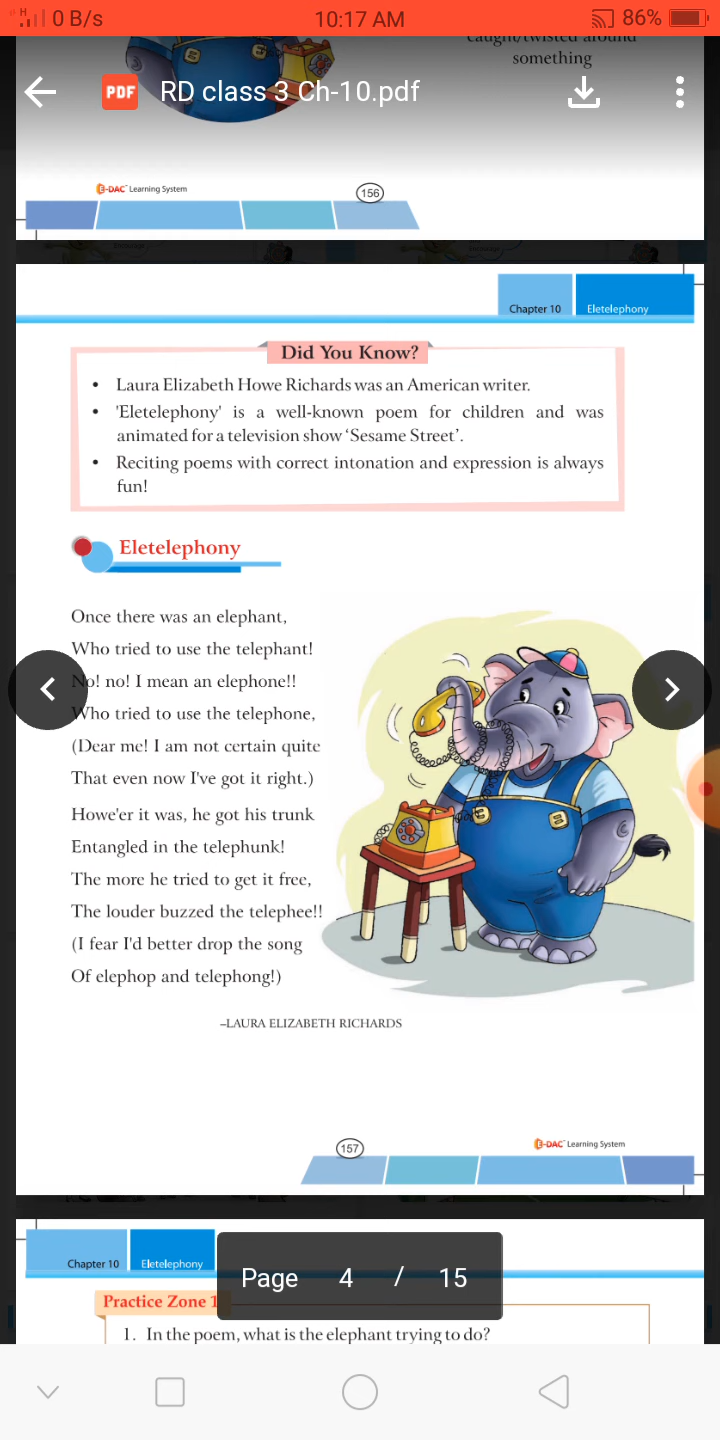 0 B/s 10:17 AM 86%
caught/twisted around
something
PDF RD class 3 Ch-10.pdf
E-DAC Learning System 156
Chapter 10 Eletelephony
Did You Know?
• Laura Elizabeth Howe Richards was an American writer.
• 'Eletelephony' is a well-known poem for children and was
animated for a television show ‘Sesame Street’.
• Reciting poems with correct intonation and expression is always
fun!
Eletelephony
Once there was an elephant,
Who tried to use the telephant!
No! no! I mean an elephone!!
Who tried to use the telephone,
(Dear me! I am not certain quite
That even now I've got it right.)
Howe'er it was, he got his trunk
Entangled in the telephunk!
The more he tried to get it free,
The louder buzzed the telephee!!
(I fear I'd better drop the song
Of elephop and telephong!)
–LAURA ELIZABETH RICHARDS
157 E-DAC Learning System
Chapter 10 Eletelephony
Page 4 / 15
Practice Zone 1
1. In the poem, what is the elephant trying to do?